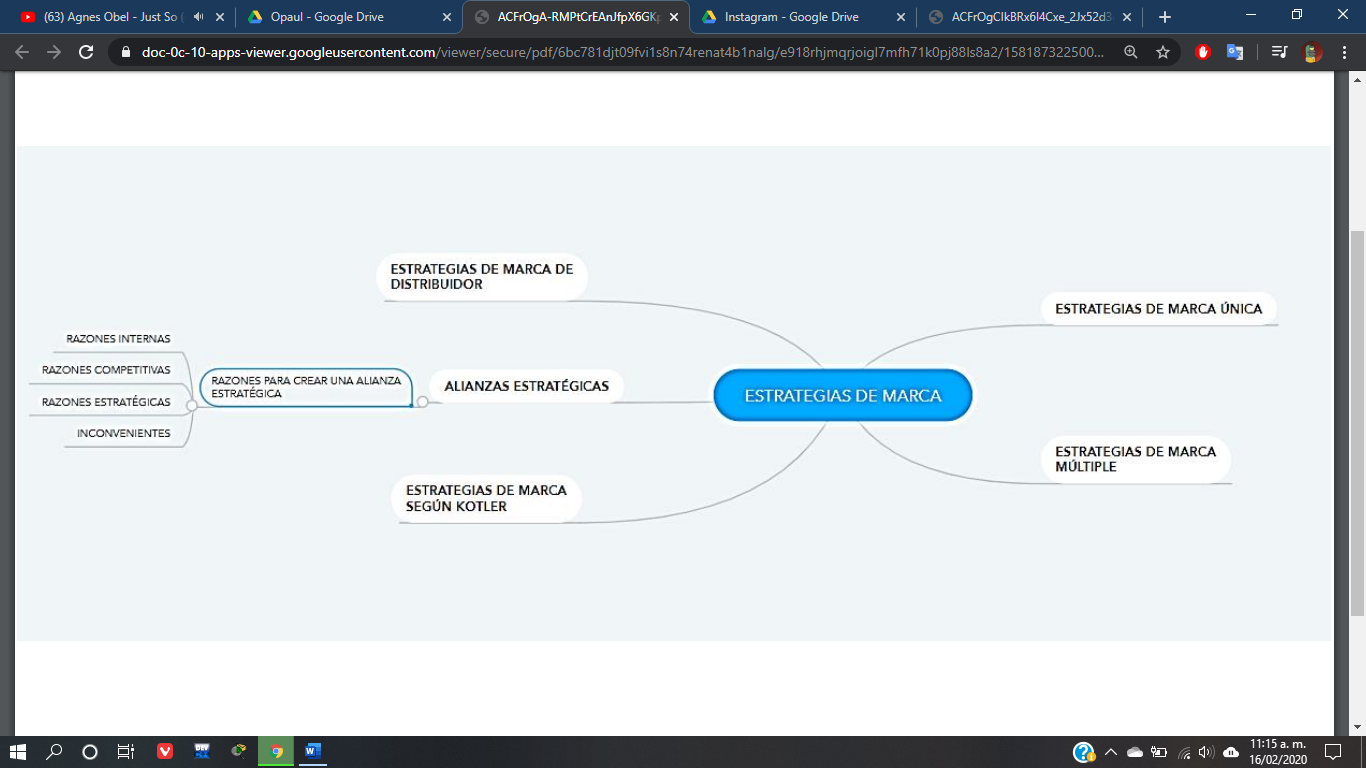 (63) Agnes Obel - Just So (
Opaul - Google Drive
ACFrOgA-RMPtCrEAnJfpX6GKp
Instagram - Google Drive
doc-0c-10-apps-viewer.googleusercontent.com/viewer/secure/pdf/6bc781djt09fvi1s8n74renat4b1nalg/e918rhjmqrjoigl7mfh71k0pj88ls8a2/158187322500...
ESTRATEGIAS DE MARCA DE
DISTRIBUIDOR
RAZONES INTERNAS
RAZONES COMPETITIVAS
RAZONES ESTRATÉGICAS
INCONVENIENTES
RAZONES PARA CREAR UNA ALIANZA
ESTRATÉGICA
ALIANZAS ESTRATÉGICAS
ESTRATEGIAS DE MARCA
SEGÚN KOTLER
ESTRATEGIAS DE MARCA
ESTRATEGIAS DE MARCA ÚNICA
ESTRATEGIAS DE MARCA
MÚLTIPLE
11:15 a. m.
16/02/2020